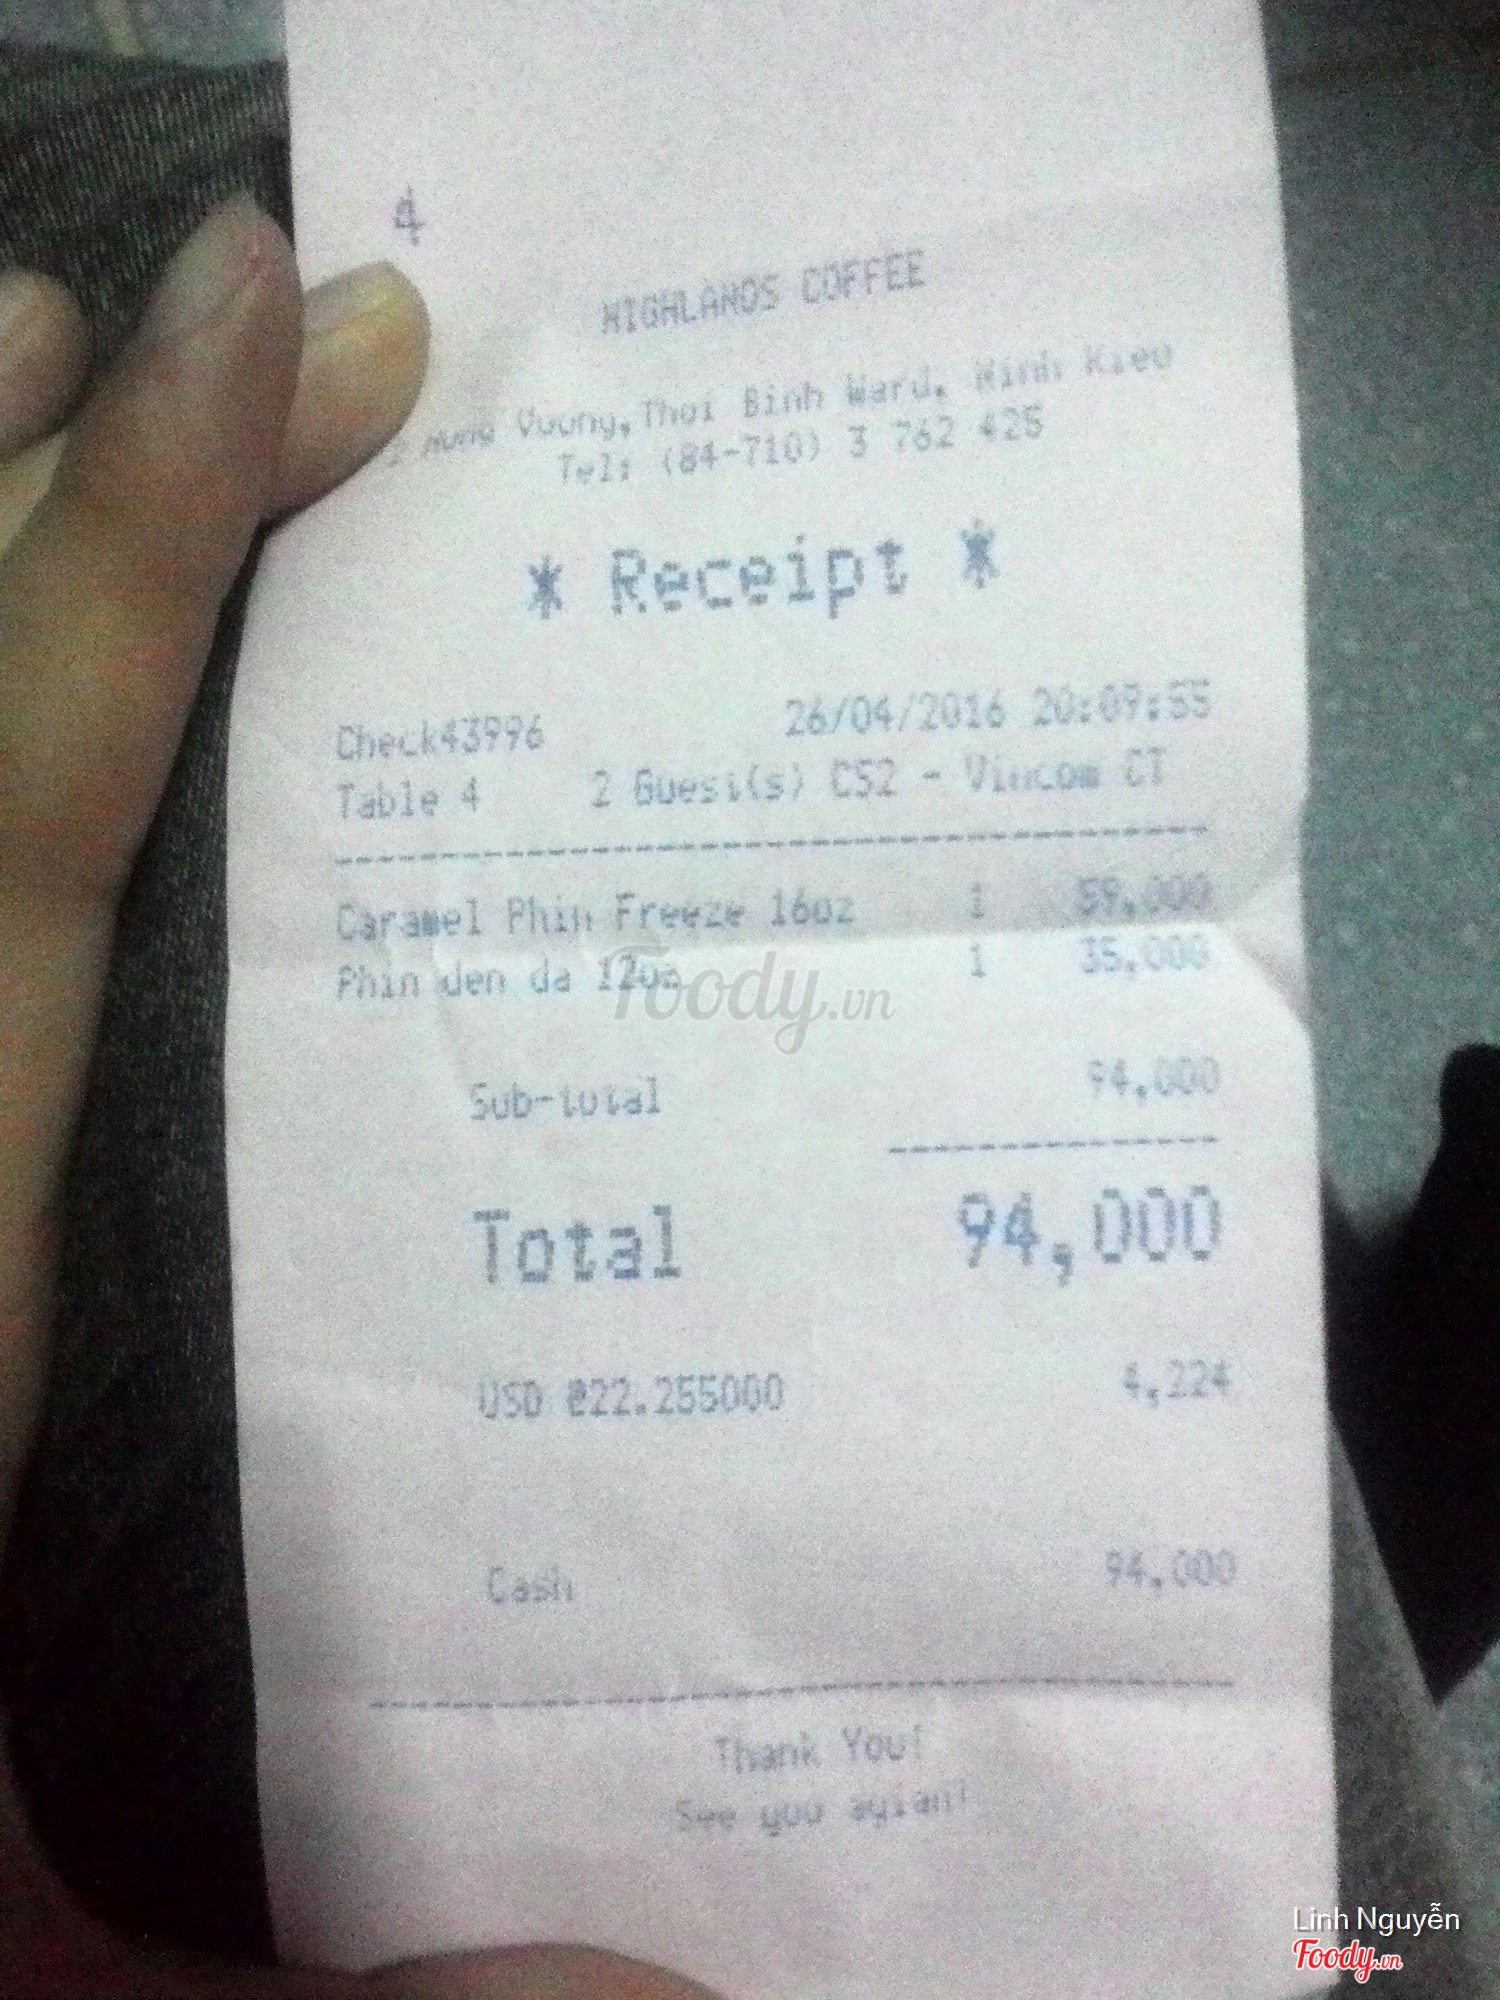 4
HIGHLANDS COFFEE
Hung Vuong,Thoi Binh Ward, Ninh Kieu
Tel: (84-710) 3 762 425
* Receipt *
Check43996 26/04/2016 20:09:55
Table 4 2 Guest(s) CS2 - Vincom CT
Caramel Phin Freeze 16oz 1 59,000
Phin den da 12oz 1 35,000
Foody.vn
Sub-total 94,000
Total 94,000
USD @22.255000 4,224
Cash 94,000
Thank You!
See you agian!
Linh Nguyễn
Foody.vn